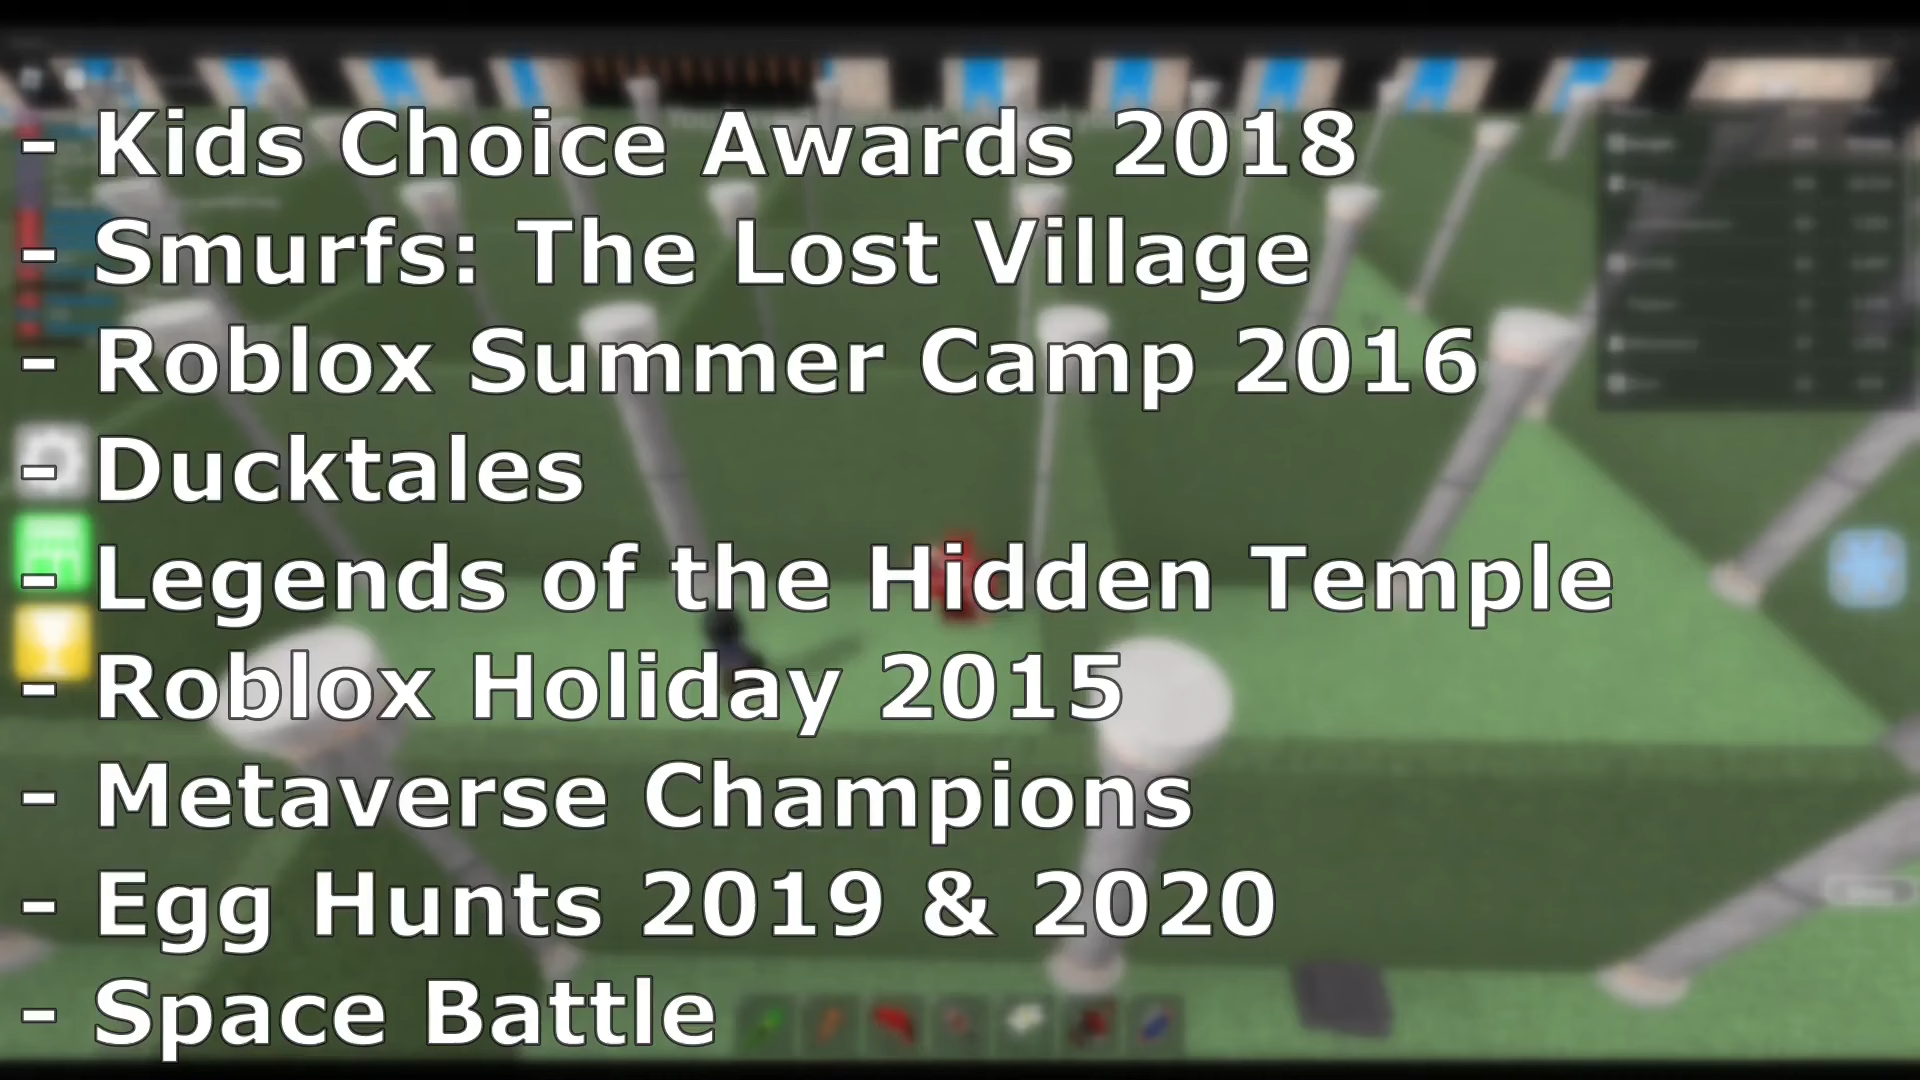 - Kids Choice Awards 2018
- Smurfs: The Lost Village
- Roblox Summer Camp 2016
- Ducktales
- Legends of the Hidden Temple
- Roblox Holiday 2015
- Metaverse Champions
- Egg Hunts 2019 & 2020
- Space Battle